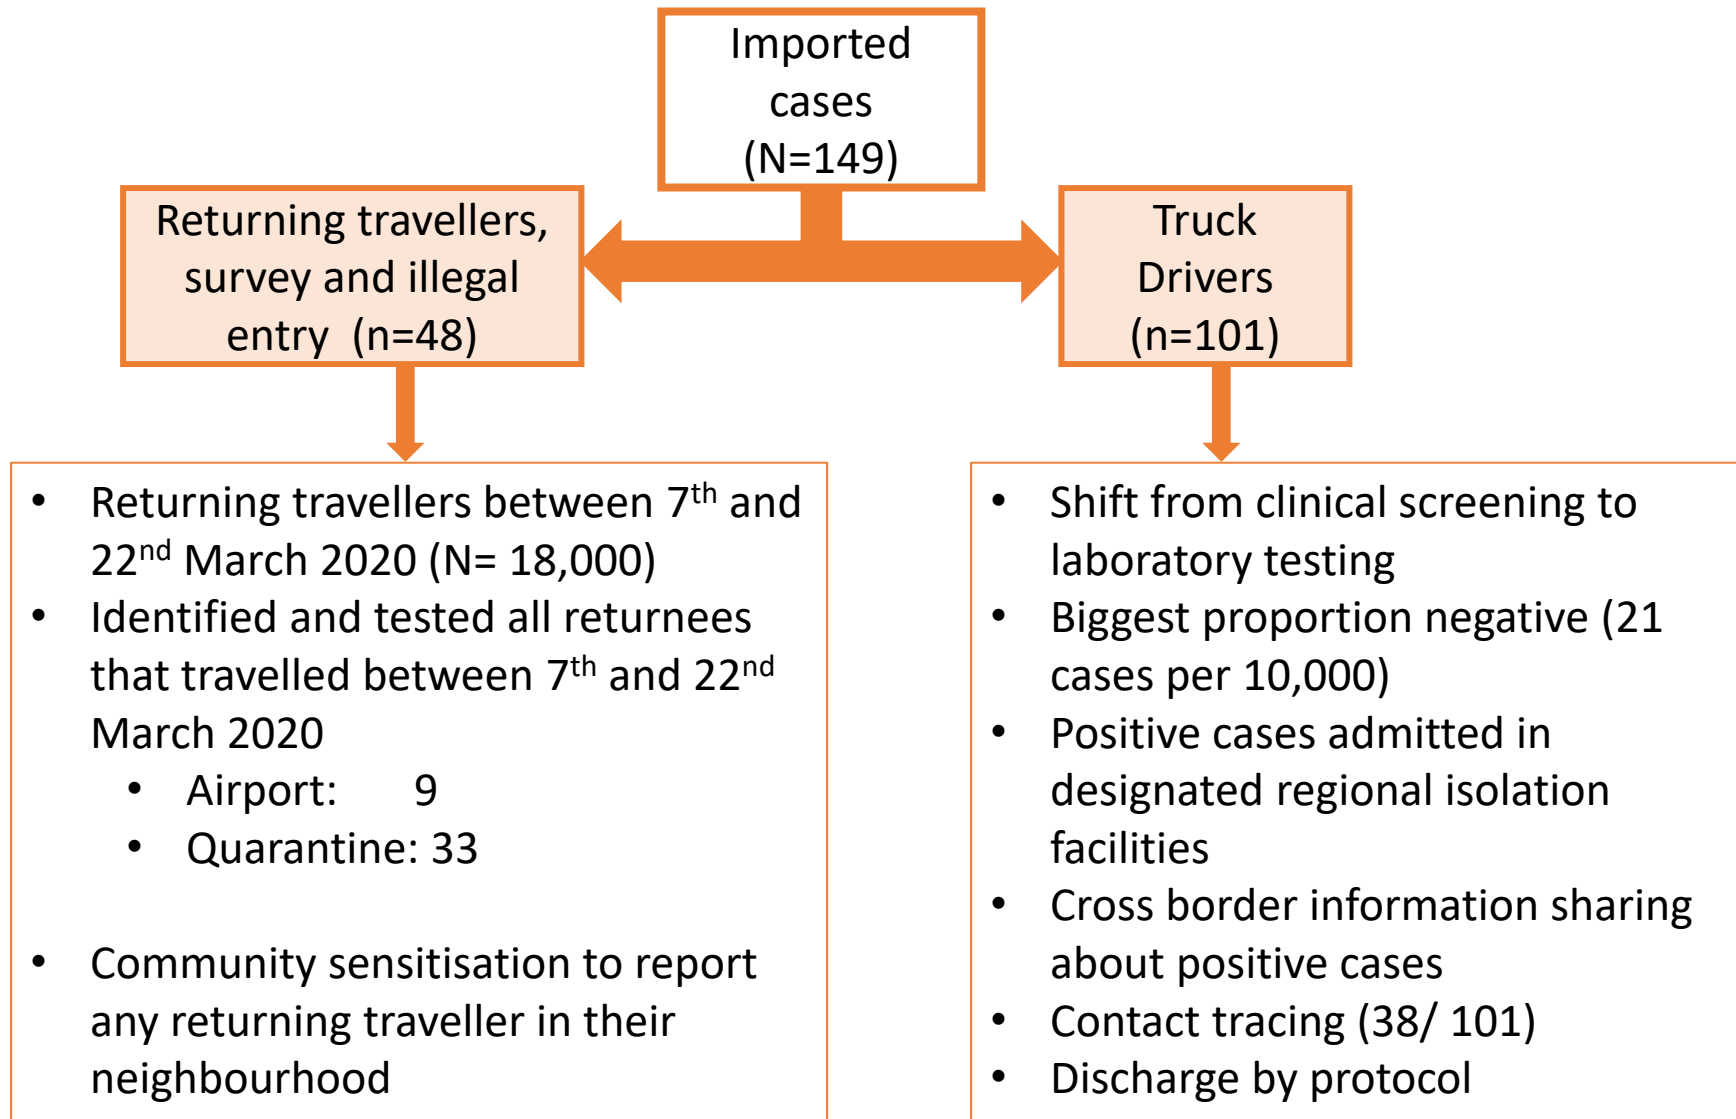 Imported
cases
(N=149)
Returning travellers,
survey and illegal
entry (n=48)
Truck
Drivers
(n=101)
• Returning travellers between 7th and
22nd March 2020 (N= 18,000)
• Identified and tested all returnees
that travelled between 7th and 22nd
March 2020
• Airport: 9
• Quarantine: 33
• Community sensitisation to report
any returning traveller in their
neighbourhood
• Shift from clinical screening to
laboratory testing
• Biggest proportion negative (21
cases per 10,000)
• Positive cases admitted in
designated regional isolation
facilities
• Cross border information sharing
about positive cases
• Contact tracing (38/ 101)
• Discharge by protocol